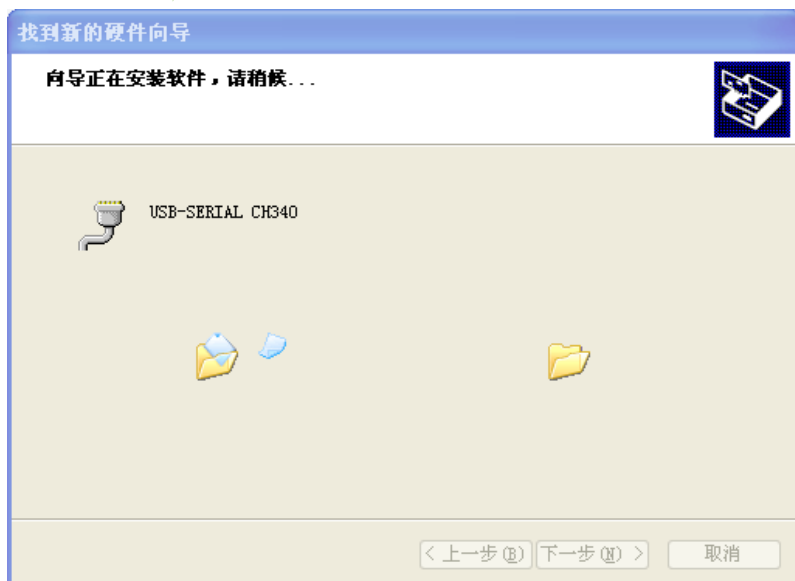 找到新的硬件向导
向导正在安装软件，请稍候...
USB-SERIAL CH340
< 上一步(B) 下一步(N) > 取消